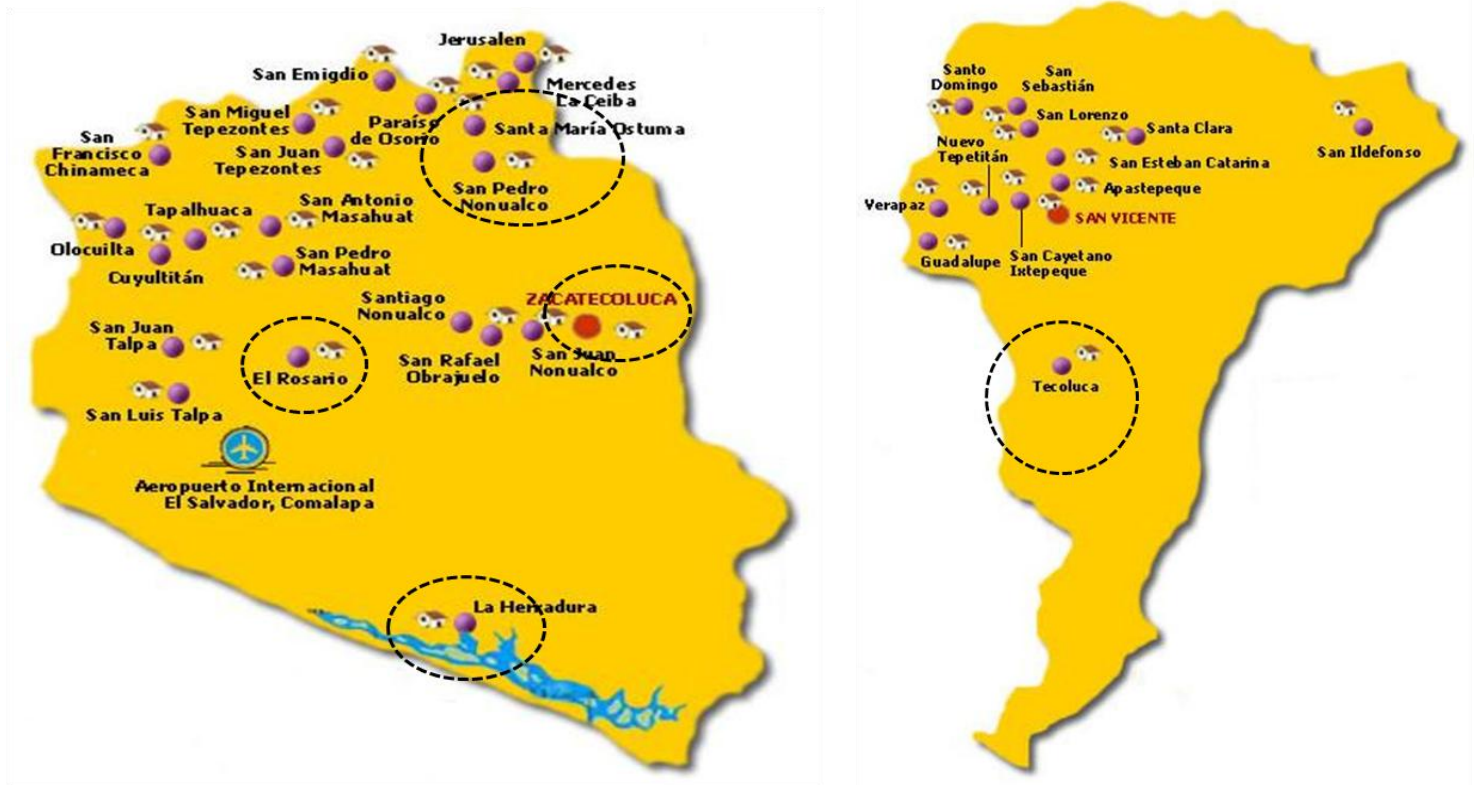 Jerusalen
San Emigdio
Mercedes
La Ceiba
San Miguel
Tepezontes
Paraíso
de Osorio
Santa María Ostuma
San
Francisco
Chinameca
San Juan
Tepezontes
San Pedro
Nonualco
Tapalhuaca
San Antonio
Masahuat
Olocuilta
Cuyultitán
San Pedro
Masahuat
Santiago
Nonualco
ZACATECOLUCA
San Juan
Talpa
El Rosario
San Rafael
Obrajuelo
San Juan
Nonualco
San Luis Talpa
Aeropuerto Internacional
El Salvador, Comalapa
La Herradura
Santo
Domingo
San
Sebastián
San Lorenzo
Santa Clara
San Ildefonso
Nuevo
Tepetitán
San Esteban Catarina
Apastepeque
Verapaz
SAN VICENTE
Guadalupe
San Cayetano
Ixtepeque
Tecoluca